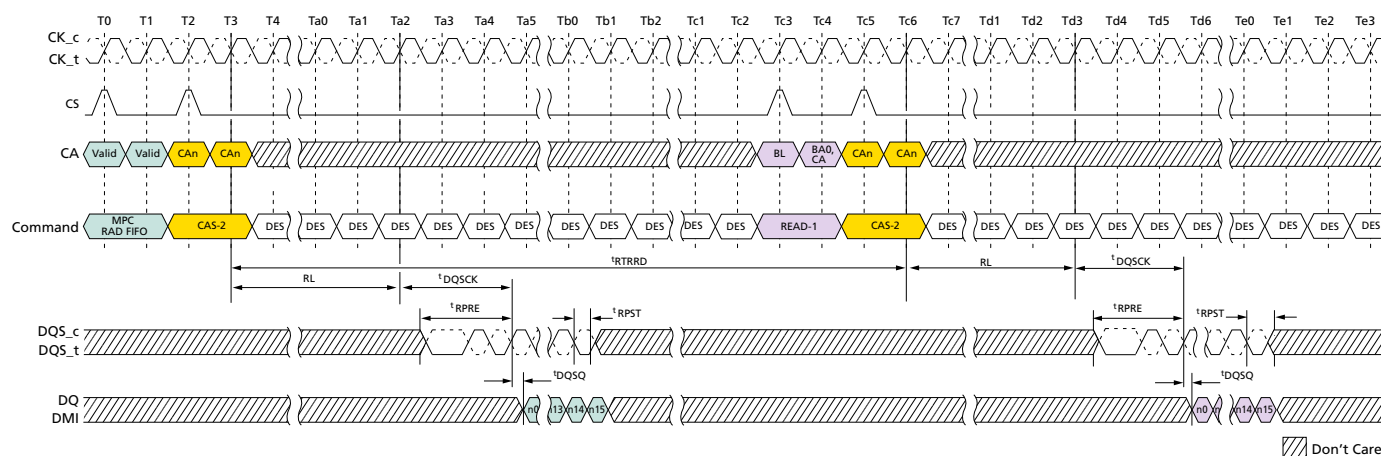 T0 T1 T2 T3 T4 Ta0 Ta1 Ta2 Ta3 Ta4 Ta5 Tb0 Tb1 Tb2 Tc1 Tc2 Tc3 Tc4 Tc5 Tc6 Tc7 Td1 Td2 Td3 Td4 Td5 Td6 Te0 Te1 Te2 Te3
CK_c
CK_t
CS
CA Valid Valid CAn CAn BL BA0, CA CAn CAn
Command MPC RAD FIFO CAS-2 DES DES DES DES DES DES DES DES DES DES DES DES READ-1 CAS-2 DES DES DES DES DES DES DES DES DES DES DES
tRTRRD
RL tDQSCK RL tDQSCK
tRPRE tRPST tRPRE tRPST
DQS_c
DQS_t
tDQSQ tDQSQ
DQ
DMI
n0 n13 n14 n15 n0 n14 n15
Don't Care